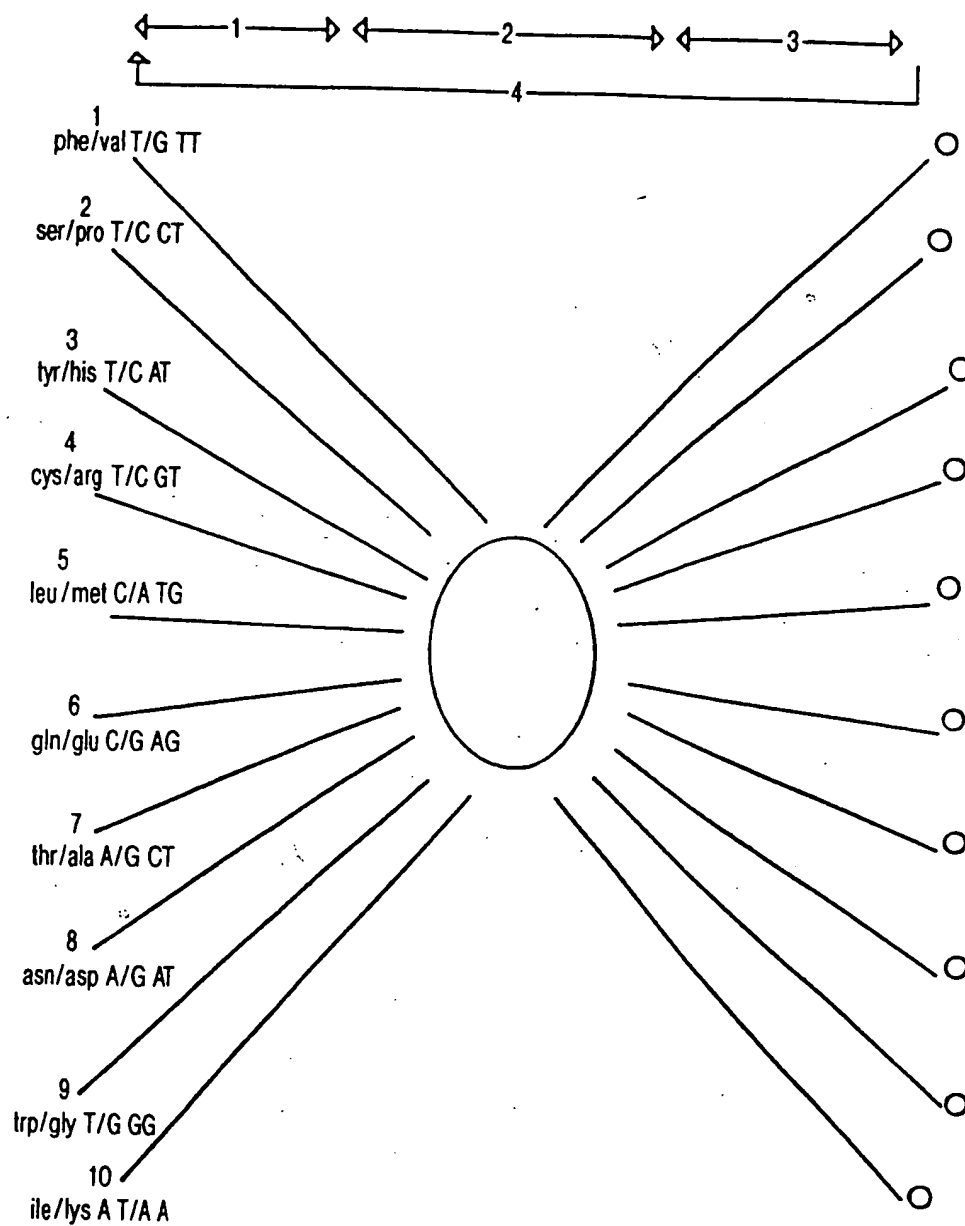 1 2 3
4
1
phe/val T/G TT
2
ser/pro T/C CT
3
tyr/his T/C AT
4
cys/arg T/C GT
5
leu/met C/A TG
6
gln/glu C/G AG
7
thr/ala A/G CT
8
asn/asp A/G AT
9
trp/gly T/G GG
10
ile/lys A T/A A